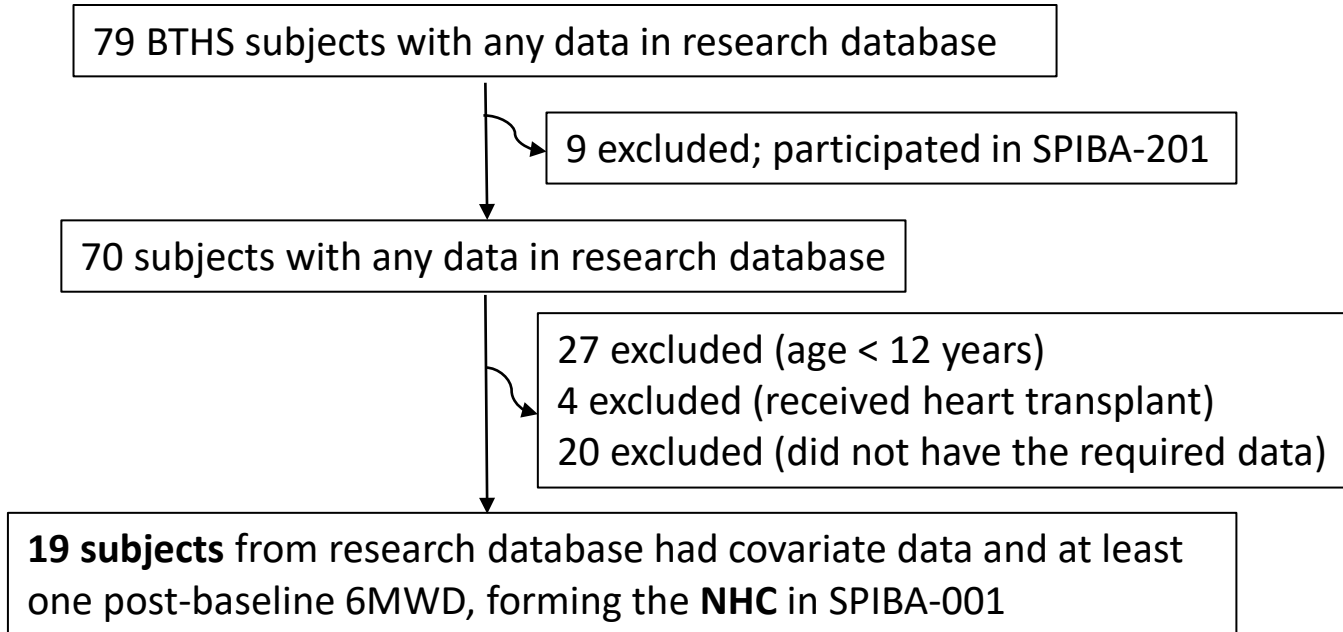 79 BTHS subjects with any data in research database
9 excluded; participated in SPIBA-201
70 subjects with any data in research database
27 excluded (age < 12 years)
4 excluded (received heart transplant)
20 excluded (did not have the required data)
19 subjects from research database had covariate data and at least
one post-baseline 6MWD, forming the NHC in SPIBA-001